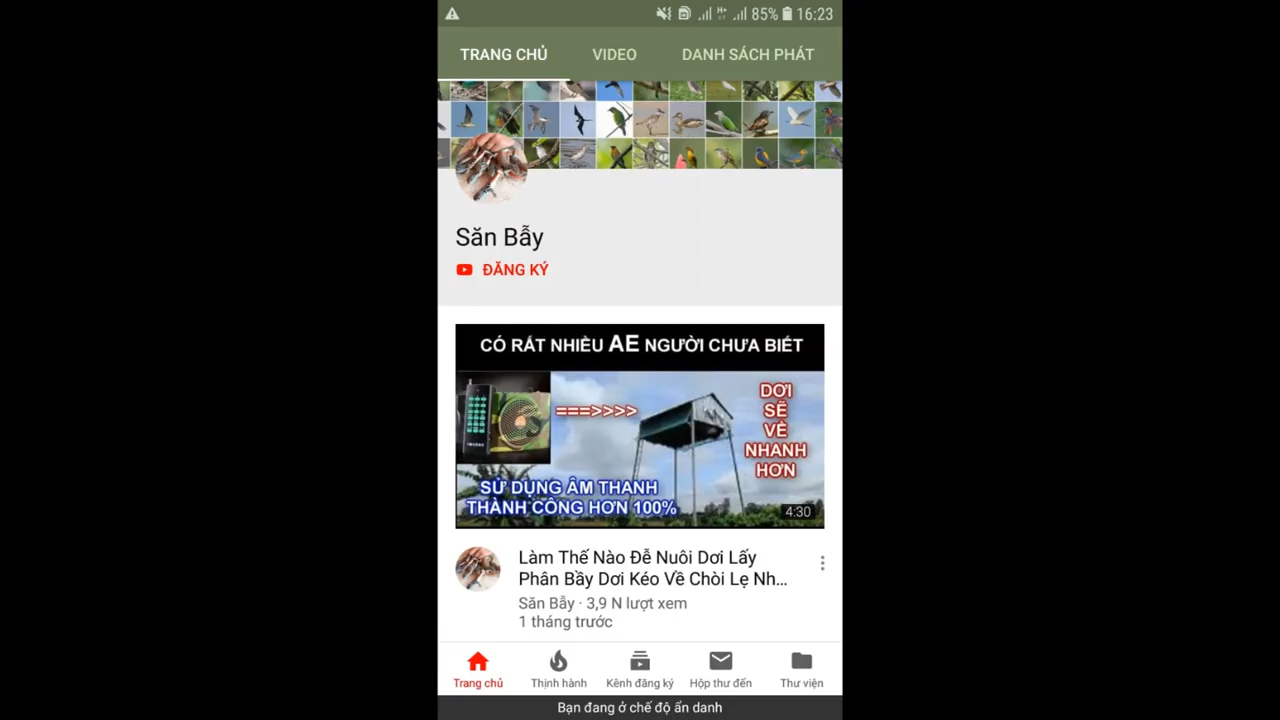 85% 16:23
TRANG CHỦ VIDEO DANH SÁCH PHÁT
Săn Bẫy
ĐĂNG KÝ
CÓ RẤT NHIỀU AE NGƯỜI CHƯA BIẾT
===>>>>
DƠI
SẼ
VỀ
NHANH
HƠN
SỬ DỤNG ÂM THANH
THÀNH CÔNG HƠN 100%
4:30
Làm Thế Nào Đễ Nuôi Dơi Lấy
Phân Bầy Dơi Kéo Về Chòi Lẹ Nh...
Săn Bẫy · 3,9 N lượt xem
1 tháng trước
Trang chủ Thịnh hành Kênh đăng ký Hộp thư đến Thư viện
Bạn đang ở chế độ ẩn danh